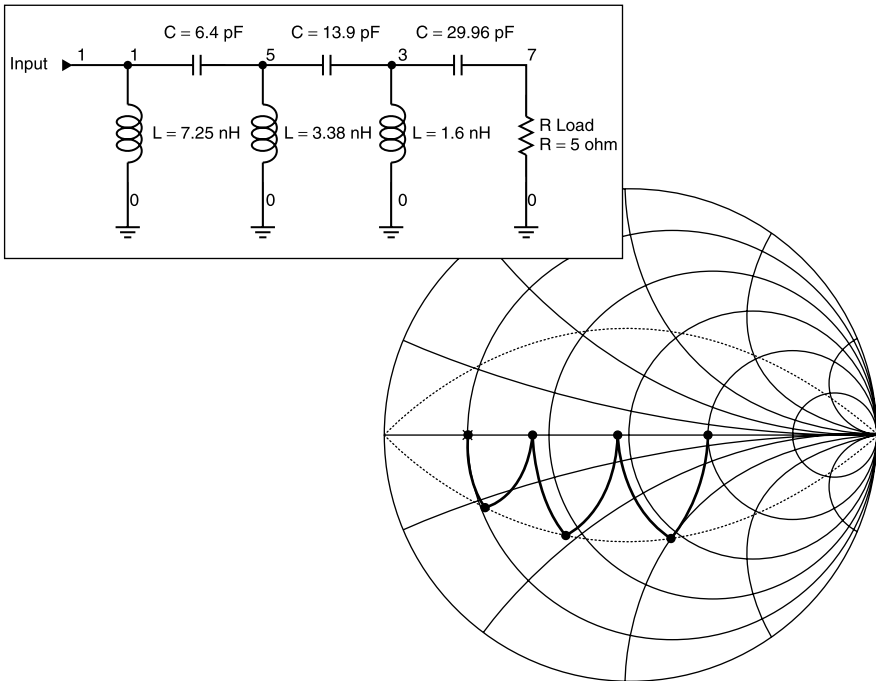 C = 6.4 pF C = 13.9 pF C = 29.96 pF
Input 1 1 5 3 7
L = 7.25 nH L = 3.38 nH L = 1.6 nH R Load
R = 5 ohm
0 0 0 0